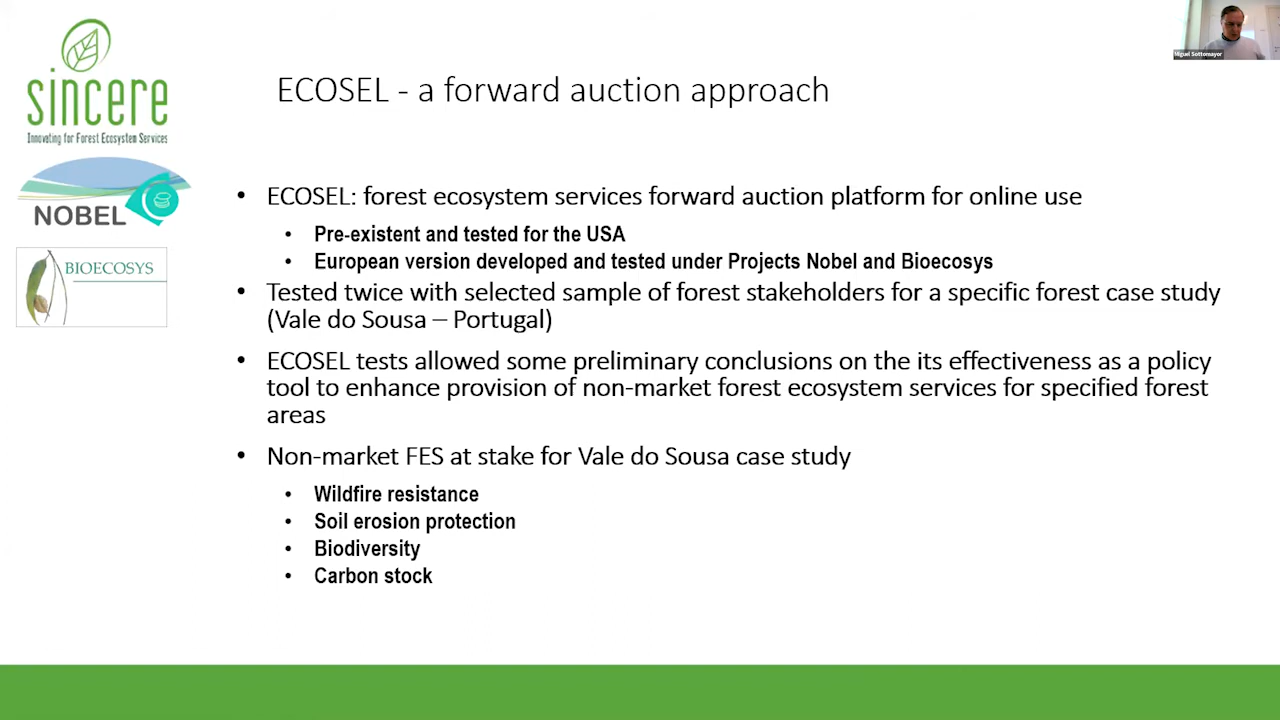 sincere
Innovating for Forest Ecosystem Services
NOBEL
BIOECOSYS
Miguel Sottomayor
ECOSEL - a forward auction approach
• ECOSEL: forest ecosystem services forward auction platform for online use
• Pre-existent and tested for the USA
• European version developed and tested under Projects Nobel and Bioecosys
• Tested twice with selected sample of forest stakeholders for a specific forest case study
(Vale do Sousa – Portugal)
• ECOSEL tests allowed some preliminary conclusions on the its effectiveness as a policy
tool to enhance provision of non-market forest ecosystem services for specified forest
areas
• Non-market FES at stake for Vale do Sousa case study
• Wildfire resistance
• Soil erosion protection
• Biodiversity
• Carbon stock